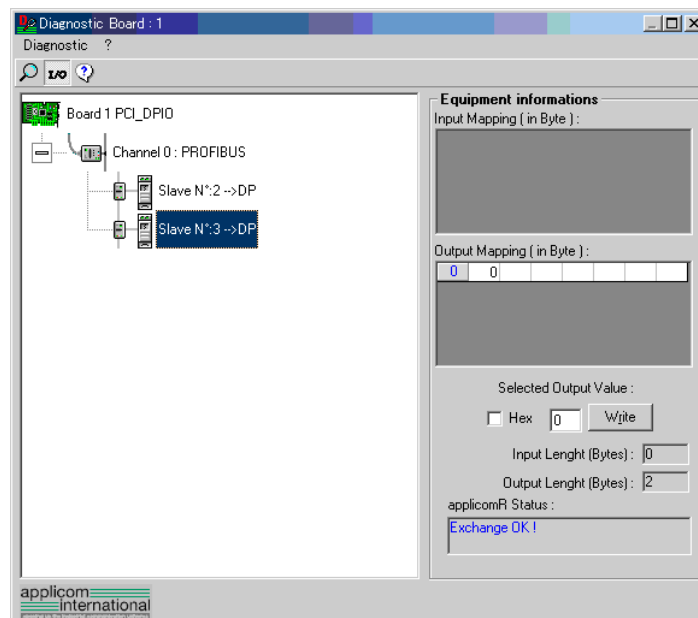 Diagnostic Board : 1
Diagnostic ?
I/O
Board 1 PCI_DPIO
Channel 0 : PROFIBUS
Slave N°:2 -->DP
Slave N°:3 -->DP
Equipment informations
Input Mapping ( in Byte ) :
Output Mapping ( in Byte ) :
0 0
Selected Output Value :
Hex 0 Write
Input Lenght (Bytes) : 0
Output Lenght (Bytes) : 2
applicomR Status :
Exchange OK !
applicom
international